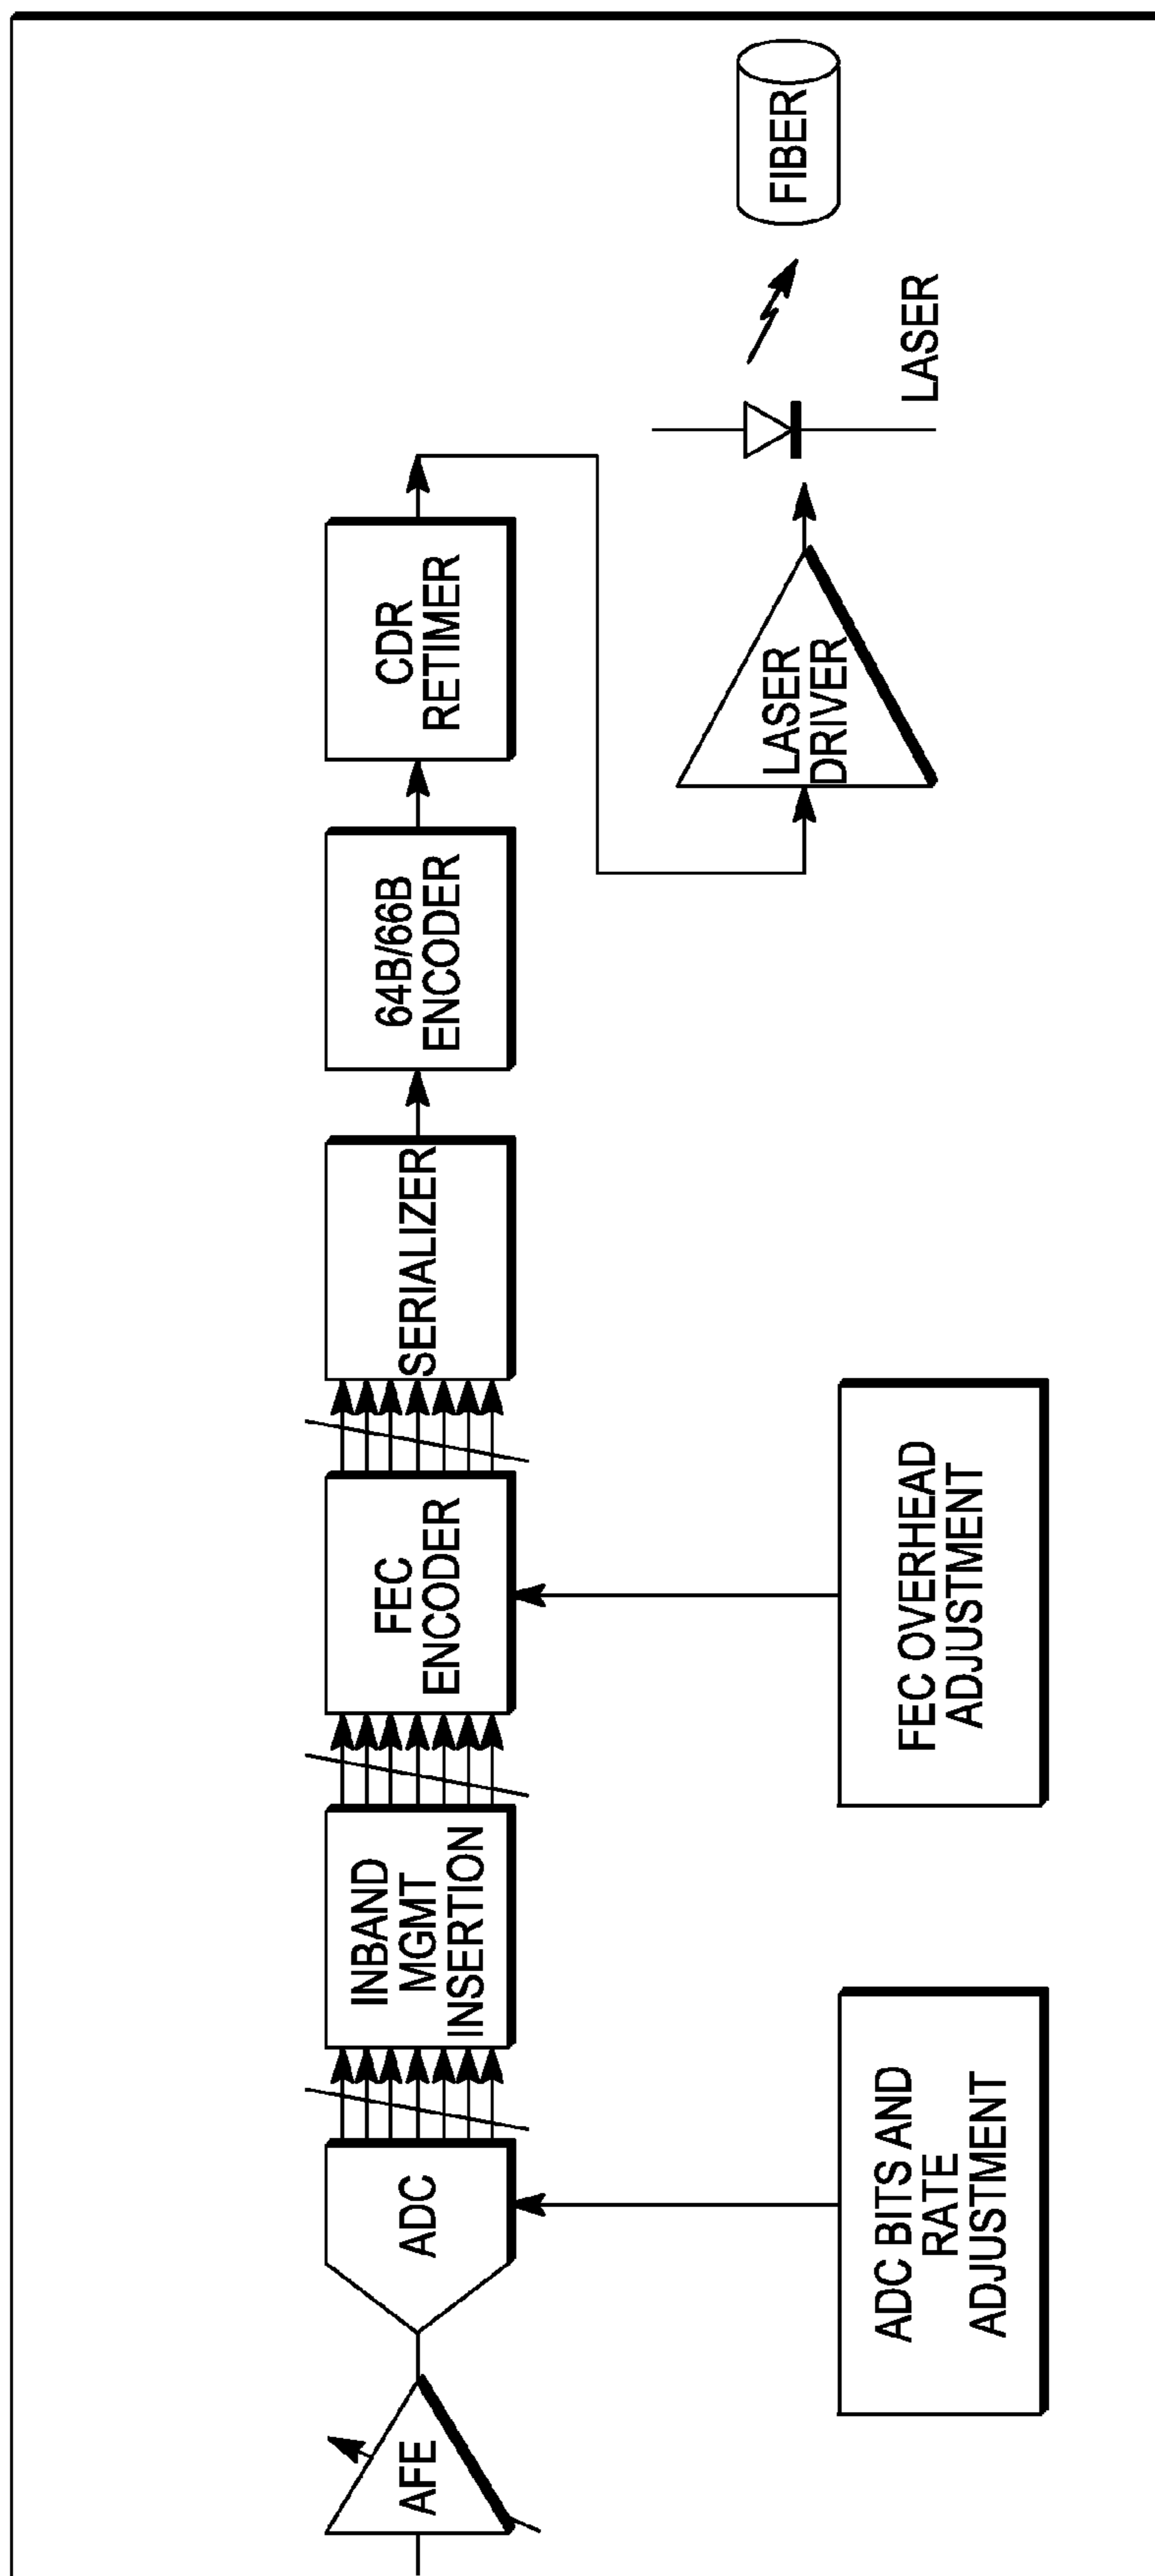 AFE
ADC
INBAND
MGMT
INSERTION
FEC
ENCODER
SERIALIZER
64B/66B
ENCODER
CDR
RETIMER
LASER
DRIVER
LASER
FIBER
ADC BITS AND
RATE
ADJUSTMENT
FEC OVERHEAD
ADJUSTMENT